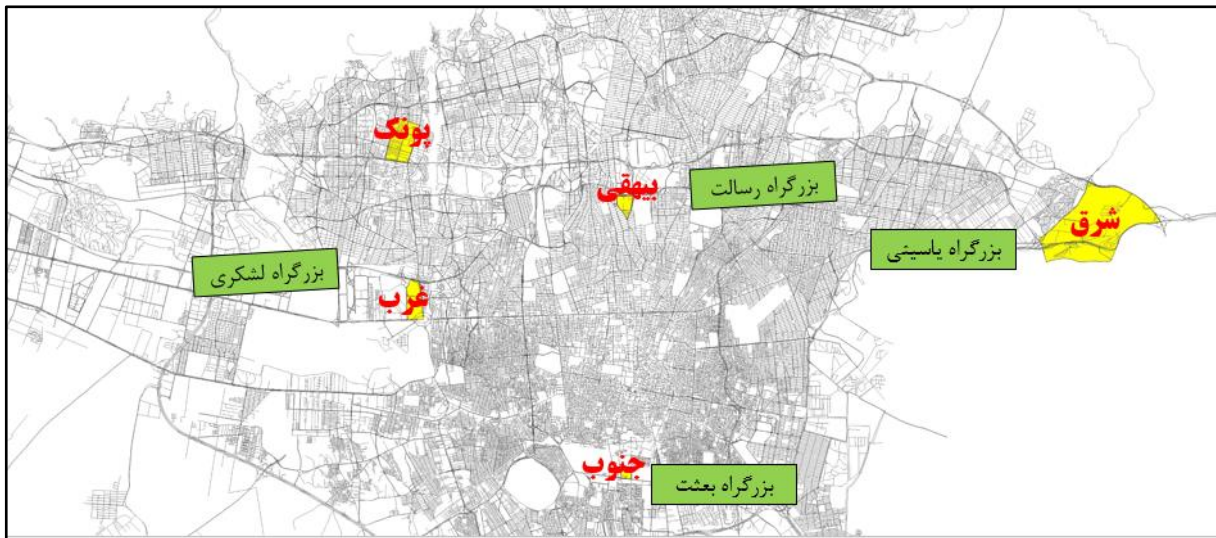 پونک
بیهقی
بزرگراه رسالت
شرق
بزرگراه یاسینی
بزرگراه لشکری
غرب
جنوب
بزرگراه بعثت